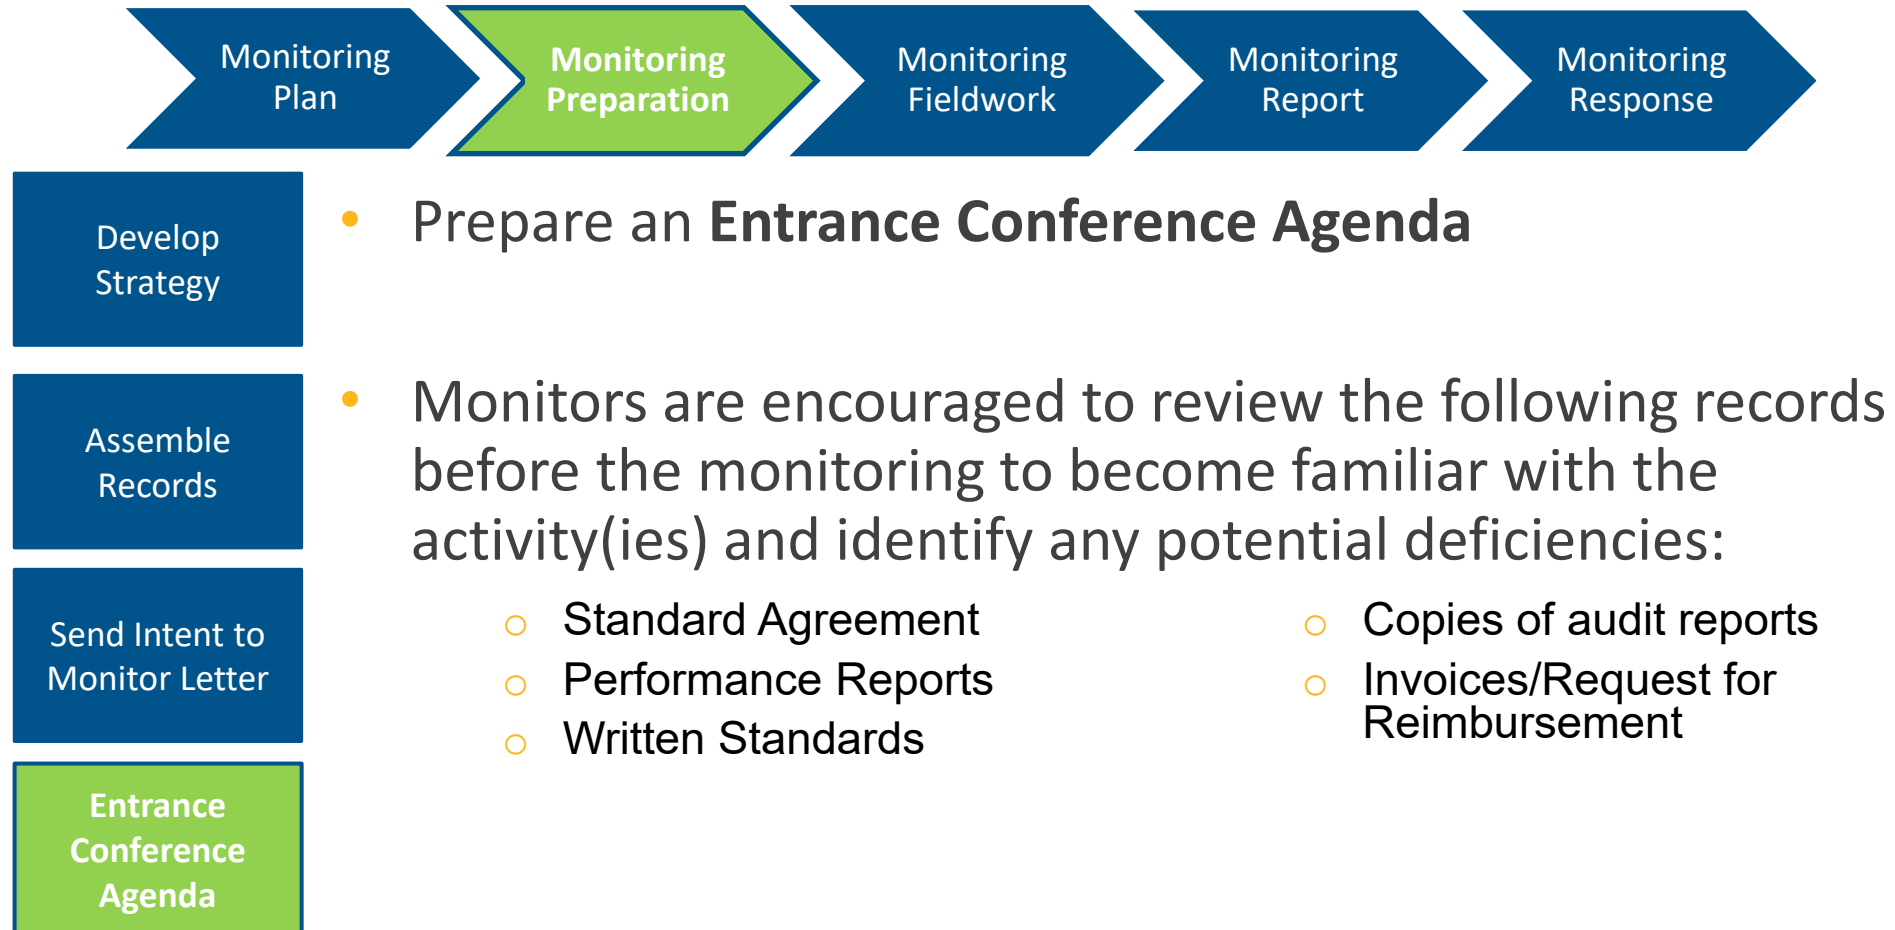 Monitoring
Plan
Monitoring
Preparation
Monitoring
Fieldwork
Monitoring
Report
Monitoring
Response
Develop
Strategy
Assemble
Records
Send Intent to
Monitor Letter
Entrance
Conference
Agenda
• Prepare an Entrance Conference Agenda
• Monitors are encouraged to review the following records
before the monitoring to become familiar with the
activity(ies) and identify any potential deficiencies:
o Standard Agreement
o Performance Reports
o Written Standards
o Copies of audit reports
o Invoices/Request for
Reimbursement